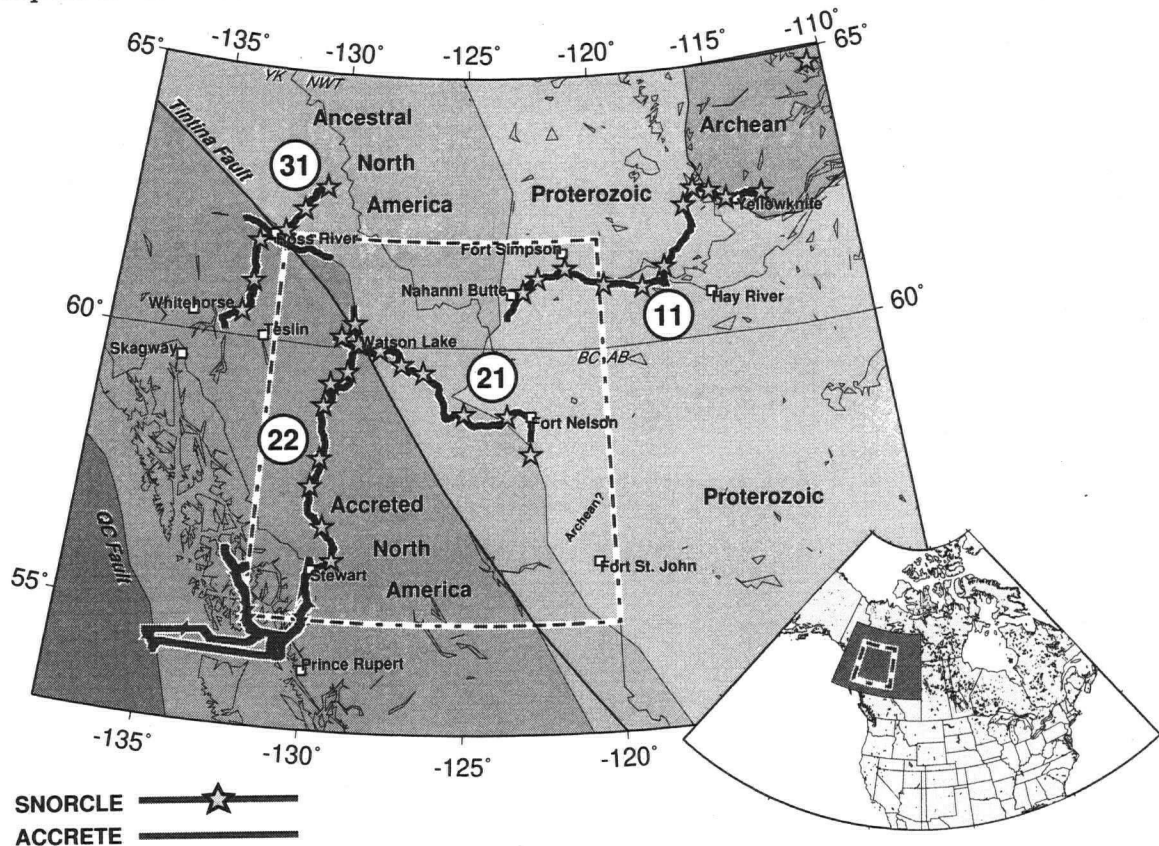 -110°
-115°
-120°
-125°
-130°
-135°
65°
65°
YK NWT
Tintina Fault
Ancestral
North
America
Archean
31
Proterozoic
Yellowknife
Ross River
Fort Simpson
Nahanni Butte
Hay River
60°
60°
Whitehorse
Teslin
11
Skagway
Watson Lake
BC AB
21
Fort Nelson
22
Accreted
North
America
Proterozoic
Archean?
QC Fault
55°
Stewart
Fort St. John
Prince Rupert
-135°
-130°
-125°
-120°
SNORCLE
ACCRETE